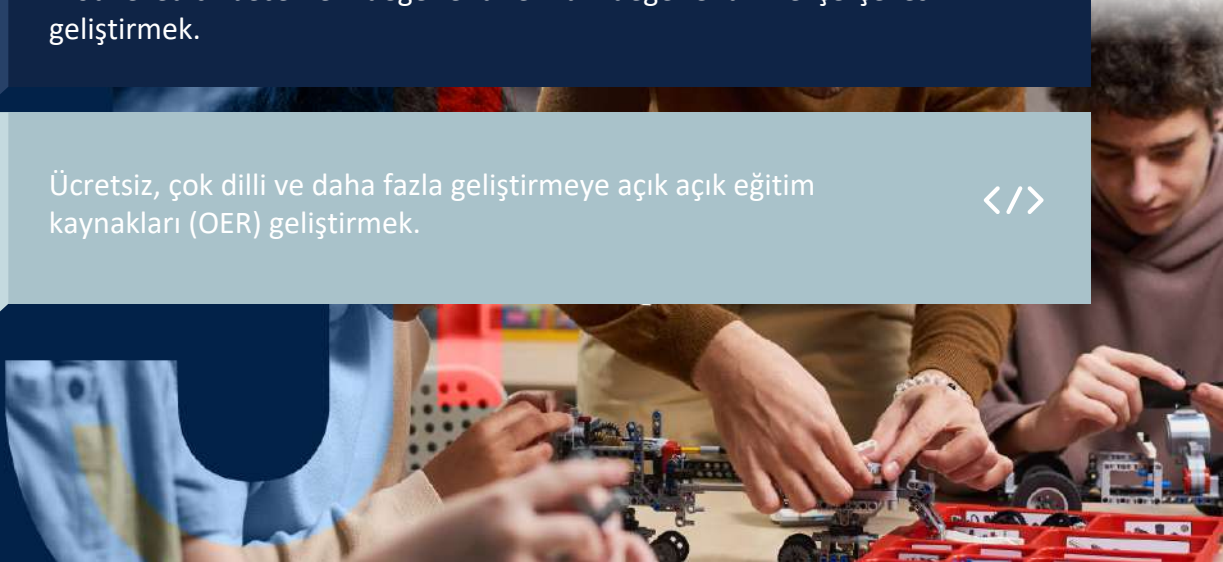 geliştirmek.
Ücretsiz, çok dilli ve daha fazla geliştirmeye açık açık eğitim
kaynakları (OER) geliştirmek.
</>